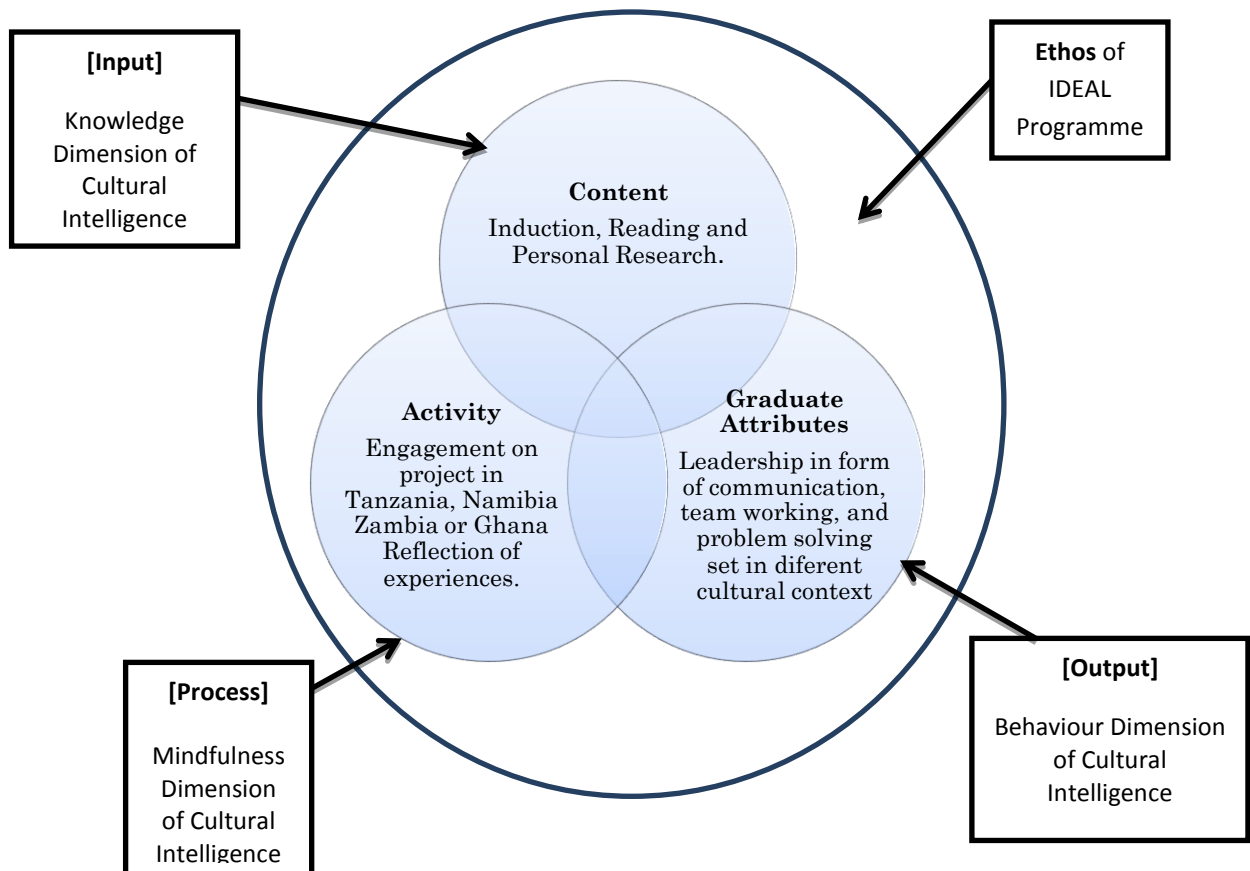 [Input]
Knowledge
Dimension of
Cultural
Intelligence
Ethos of
IDEAL
Programme
Content
Induction, Reading and
Personal Research.
Activity
Engagement on
project in
Tanzania, Namibia
Zambia or Ghana
Reflection of
experiences.
Graduate
Attributes
Leadership in form
of communication,
team working, and
problem solving
set in diferent
cultural context
[Process]
Mindfulness
Dimension
of Cultural
Intelligence
[Output]
Behaviour Dimension
of Cultural
Intelligence